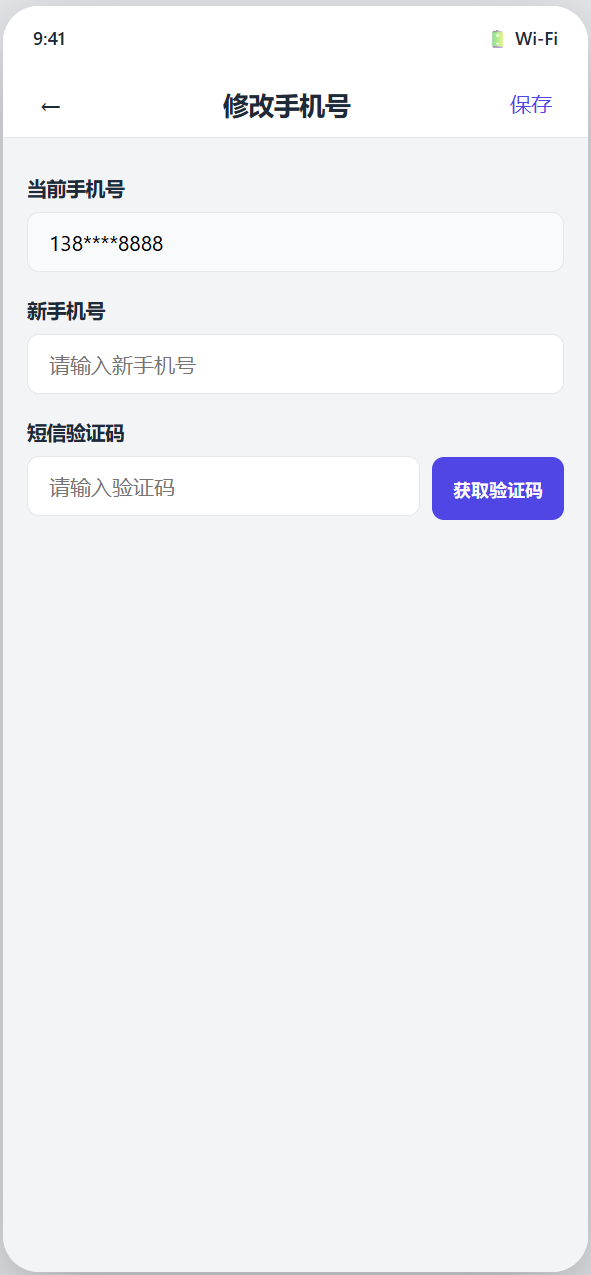 9:41 🔋 Wi-Fi
← 修改手机号 保存
当前手机号
138****8888
新手机号
请输入新手机号
短信验证码
请输入验证码 获取验证码